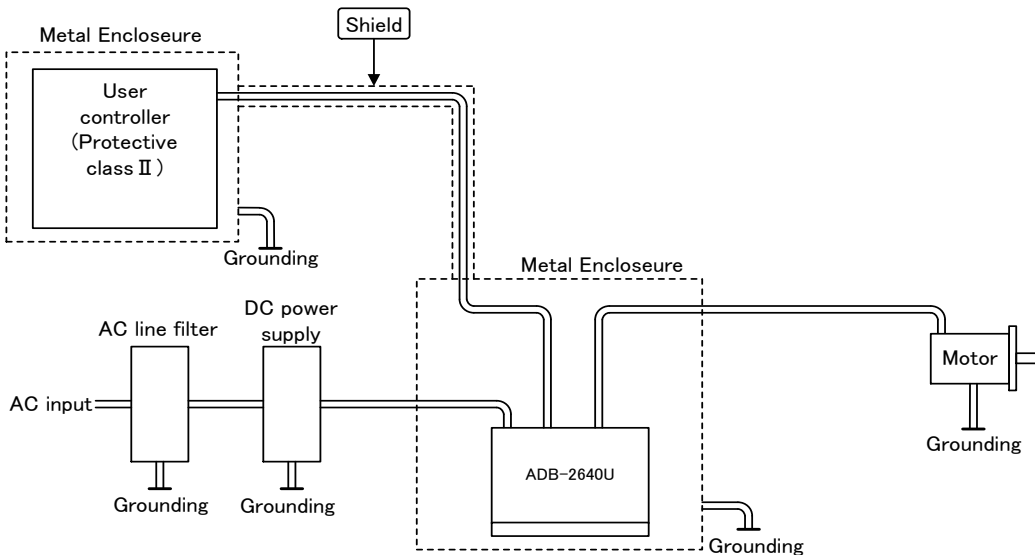 Shield
Metal Encloseure
User
controller
(Protective
class Ⅱ)
Grounding
Metal Encloseure
DC power
supply
AC line filter
AC input
Motor
Grounding
ADB-2640U
Grounding
Grounding
Grounding